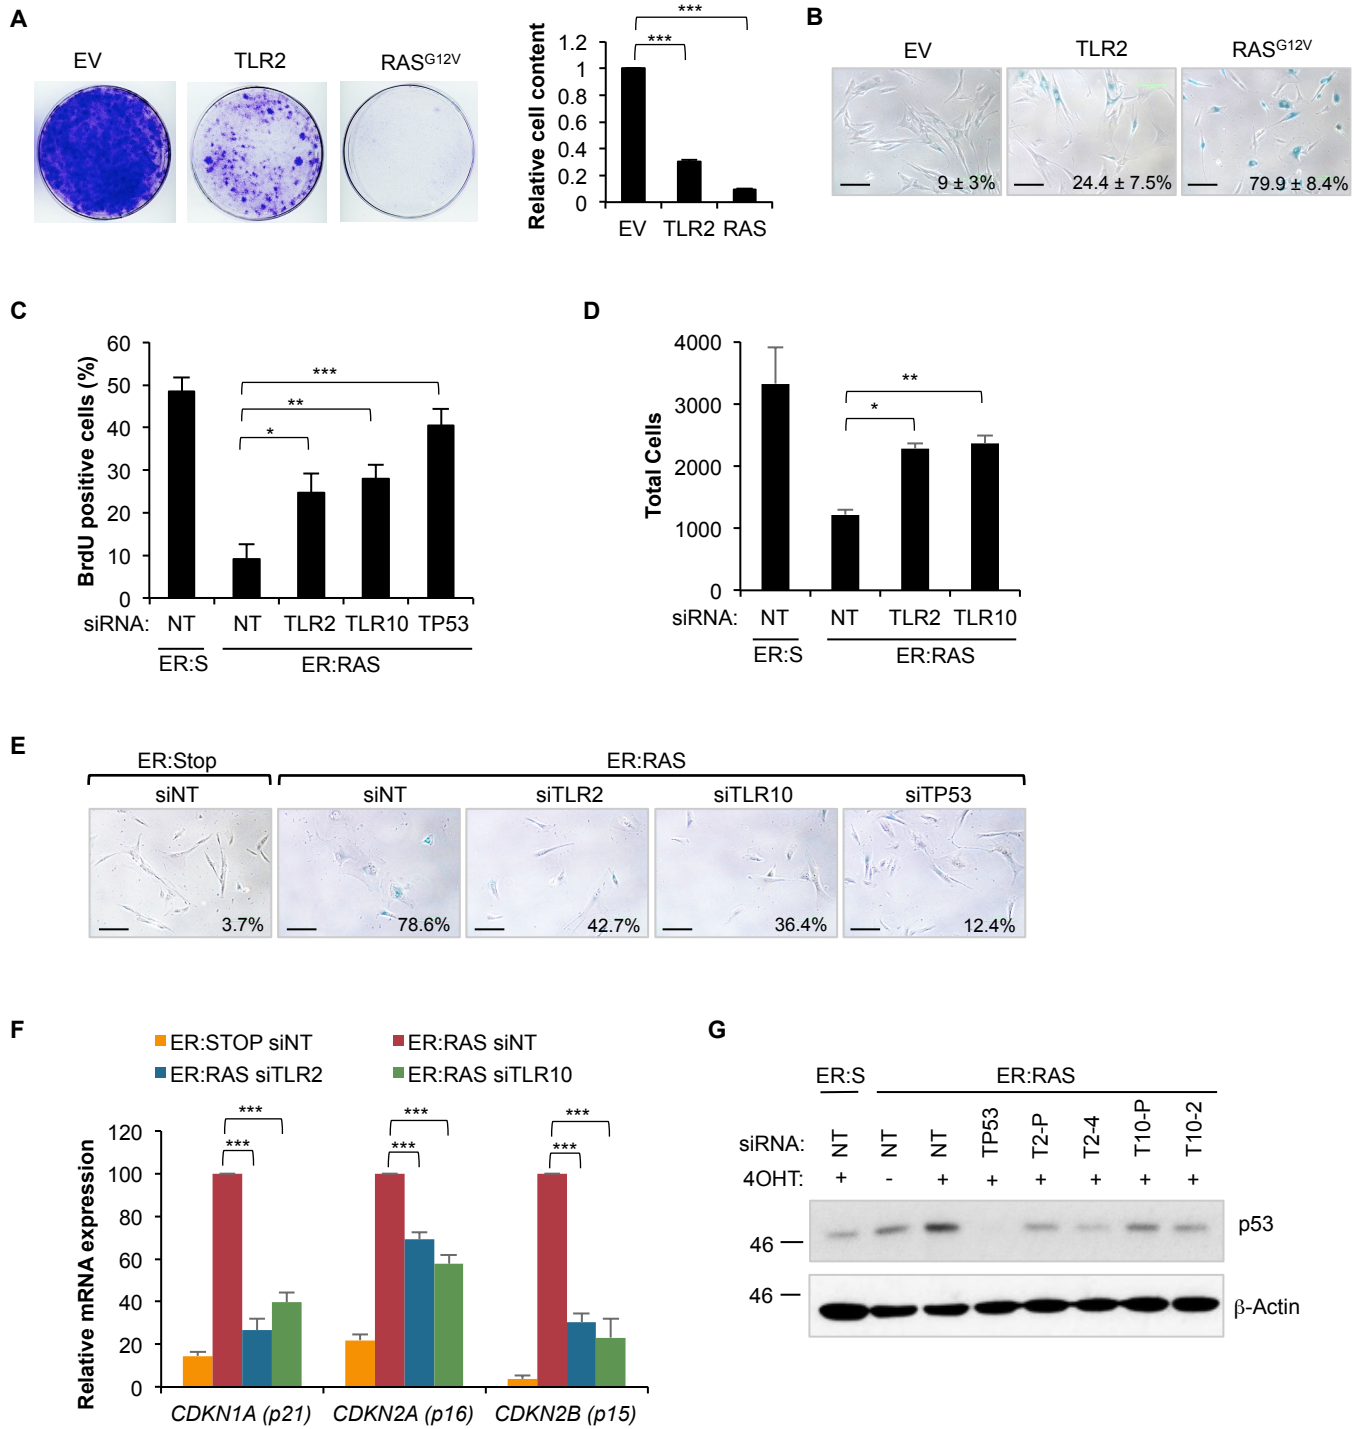 A
EV
TLR2
RAS^G12V
***
***
Relative cell content
1.2
1
0.8
0.6
0.4
0.2
0
EV TLR2 RAS
B
EV
TLR2
RAS^G12V
9 ± 3%
24.4 ± 7.5%
79.9 ± 8.4%
C
BrdU positive cells (%)
60
50
40
30
20
10
0
***
**
*
siRNA: NT NT TLR2 TLR10 TP53
ER:S ER:RAS
D
Total Cells
4000
3000
2000
1000
0
**
*
siRNA: NT NT TLR2 TLR10
ER:S ER:RAS
E
ER:Stop ER:RAS
siNT siNT siTLR2 siTLR10 siTP53
3.7% 78.6% 42.7% 36.4% 12.4%
F
ER:STOP siNT ER:RAS siNT
ER:RAS siTLR2 ER:RAS siTLR10
Relative mRNA expression
120
100
80
60
40
20
0
***
***
***
***
***
***
CDKN1A (p21) CDKN2A (p16) CDKN2B (p15)
G
ER:S ER:RAS
siRNA: NT NT NT TP53 T2-P T2-4 T10-P T10-2
4OHT: + - + + + + + +
46
p53
46
β-Actin